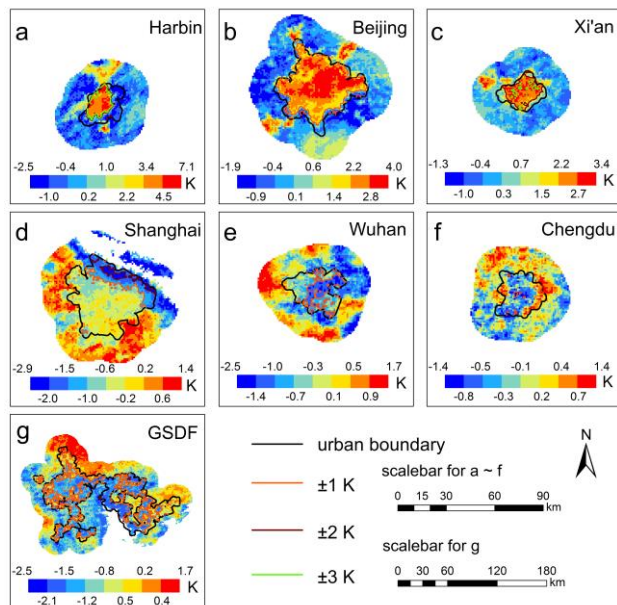 a Harbin
-2.5 -0.4 1.0 3.4 7.1 K
-1.0 0.2 2.2 4.5
b Beijing
-1.9 -0.4 0.6 2.2 4.0 K
-0.9 0.1 1.4 2.8
c Xi'an
-1.3 -0.4 0.7 2.2 3.4 K
-1.0 0.3 1.5 2.7
d Shanghai
-2.9 -1.5 -0.6 0.2 1.4 K
-2.0 -1.0 -0.2 0.6
e Wuhan
-2.5 -1.0 -0.3 0.5 1.7 K
-1.4 -0.7 0.1 0.9
f Chengdu
-1.4 -0.5 -0.1 0.4 1.4 K
-0.8 -0.3 0.1 0.7
g GSDF
-2.5 -1.8 -1.2 -0.5 1.7 K
-2.1 -1.5 -0.8 0.4
urban boundary
±1 K
±2 K
±3 K
N
scalebar for a ~ f
0 15 30 60 90
km
scalebar for g
0 30 60 120 180
km